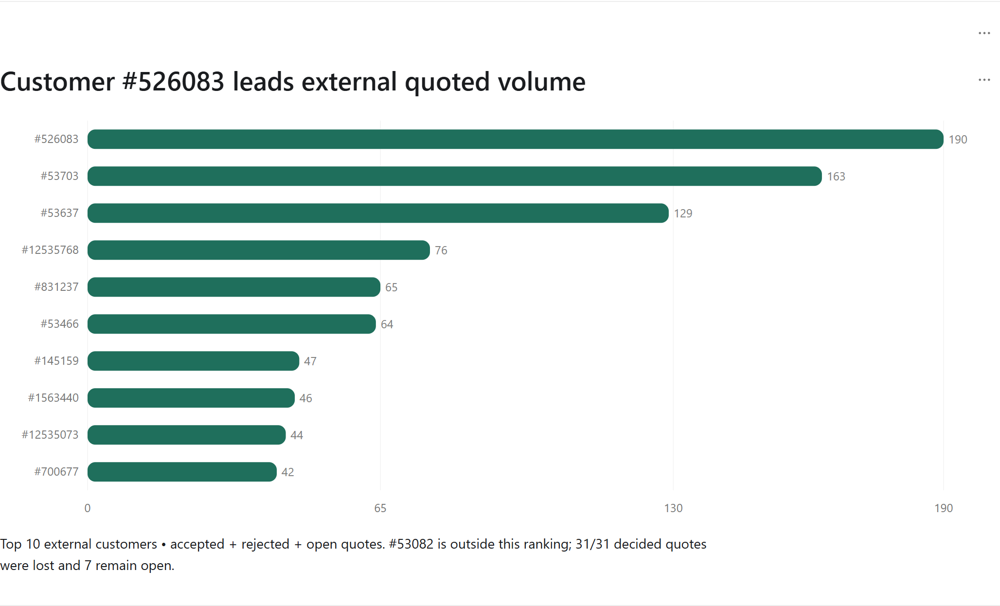 Customer #526083 leads external quoted volume
#526083 190
#53703 163
#53637 129
#12535768 76
#831237 65
#53466 64
#145159 47
#1563440 46
#12535073 44
#700677 42
0 65 130 190
Top 10 external customers • accepted + rejected + open quotes. #53082 is outside this ranking; 31/31 decided quotes
were lost and 7 remain open.